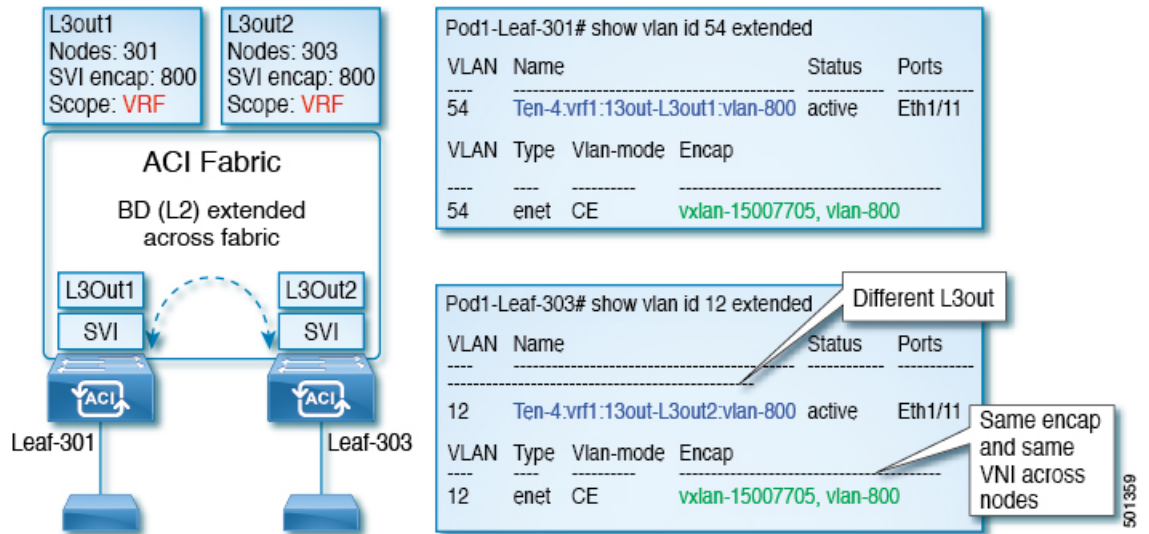 L3out1
Nodes: 301
SVI encap: 800
Scope: VRF
L3out2
Nodes: 303
SVI encap: 800
Scope: VRF
ACI Fabric
BD (L2) extended
across fabric
L3Out1
SVI
L3Out2
SVI
ACI
ACI
Leaf-301
Leaf-303
Pod1-Leaf-301# show vlan id 54 extended
VLAN Name Status Ports
---- -------------------------------- ---------- ----------
54 Ten-4:vrf1:13out-L3out1:vlan-800 active Eth1/11
VLAN Type Vlan-mode Encap
---- ---- ---------- --------------------------------
54 enet CE vxlan-15007705, vlan-800
Pod1-Leaf-303# show vlan id 12 extended
Different L3out
VLAN Name Status Ports
---- -------------------------------- ---------- ----------
------------------------------------
12 Ten-4:vrf1:13out-L3out2:vlan-800 active Eth1/11
VLAN Type Vlan-mode Encap
---- ---- ---------- --------------------------------
12 enet CE vxlan-15007705, vlan-800
Same encap
and same
VNI across
nodes
501359